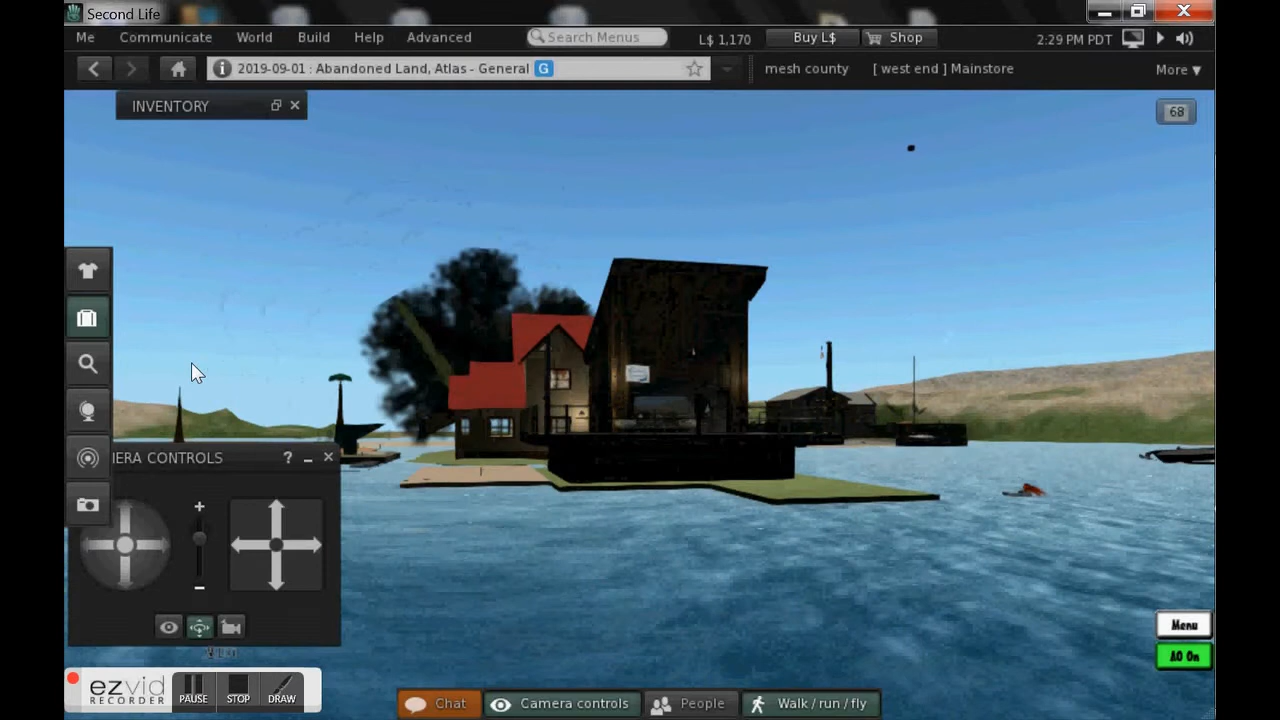 Second Life
Me Communicate World Build Help Advanced Search Menus L$ 1,170 Buy L$ Shop 2:29 PM PDT
2019-09-01 : Abandoned Land, Atlas - General G mesh county [ west end ] Mainstore More
INVENTORY
68
ERA CONTROLS ?
Menu
AO On
ezvid
RECORDER
PAUSE STOP DRAW
Chat Camera controls People Walk / run / fly